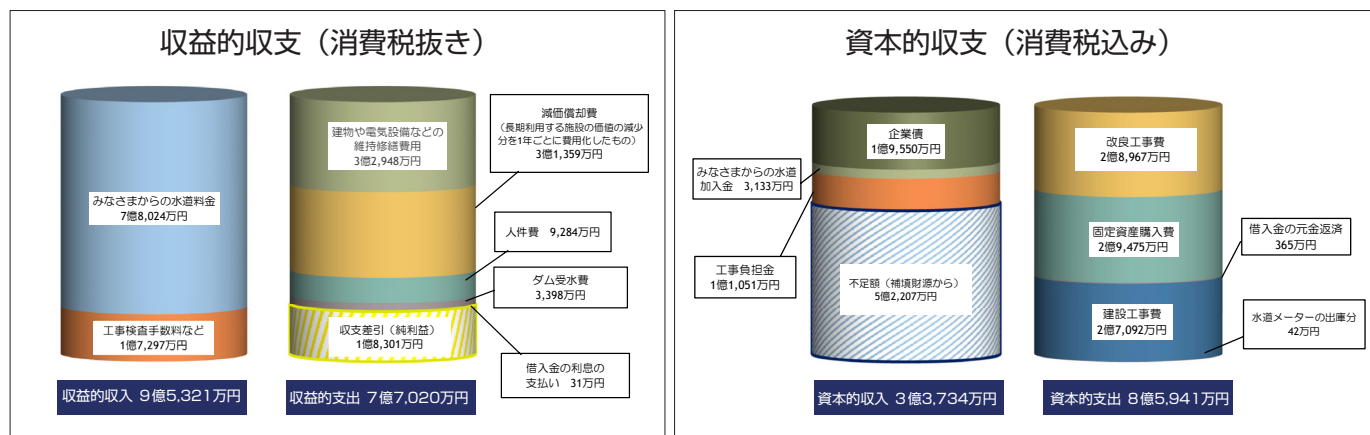 収益的収支（消費税抜き）
みなさまからの水道料金
7億8,024万円
工事検査手数料など
1億7,297万円
収益的収入 9億5,321万円
建物や電気設備などの
維持修繕費用
3億2,948万円
減価償却費
（長期利用する施設の価値の減少
分を1年ごとに費用化したもの）
3億1,359万円
人件費 9,284万円
ダム受水費
3,398万円
収支差引（純利益）
1億8,301万円
借入金の利息の
支払い 31万円
収益的支出 7億7,020万円
資本的収支（消費税込み）
企業債
1億9,550万円
みなさまからの水道
加入金 3,133万円
工事負担金
1億1,051万円
不足額（補填財源から）
5億2,207万円
資本的収入 3億3,734万円
改良工事費
2億8,967万円
固定資産購入費
2億9,475万円
借入金の元金返済
365万円
建設工事費
2億7,092万円
水道メーターの出庫分
42万円
資本的支出 8億5,941万円